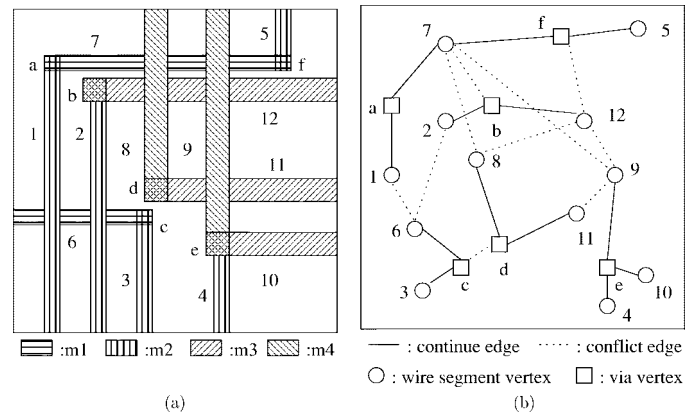 7
5
a
f
b
1
2
12
8
9
11
d
c
6
e
3
4
10
:m1 :m2 :m3 :m4
(a)
f
7
5
a
2
b
12
8
1
9
6
11
d
c
e
3
10
4
: continue edge : conflict edge
: wire segment vertex : via vertex
(b)